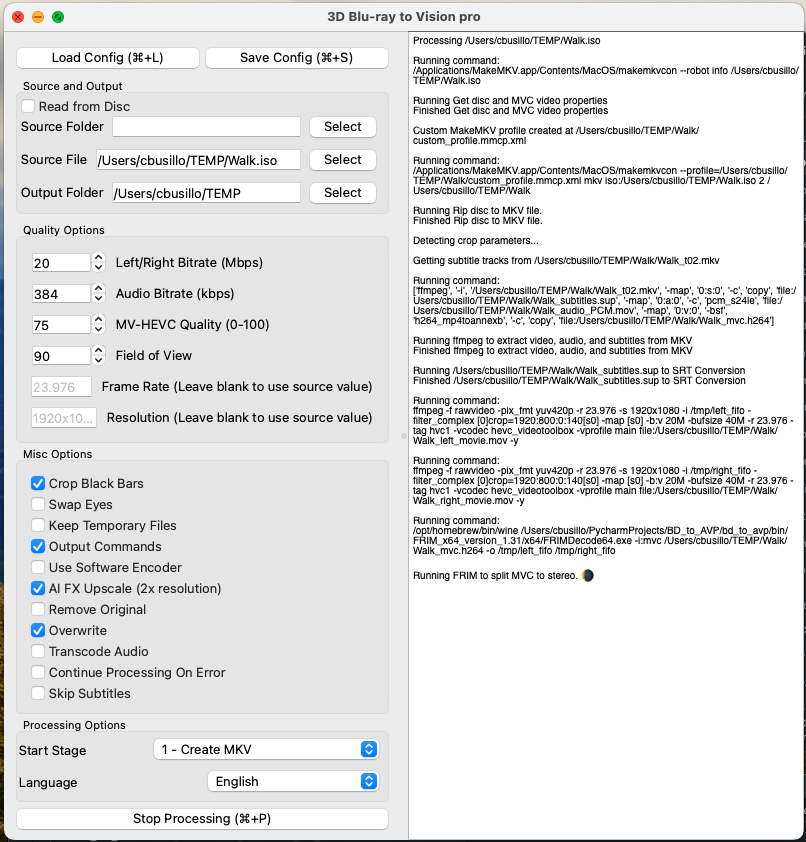 3D Blu-ray to Vision pro
Load Config (⌘+L)
Save Config (⌘+S)
Source and Output
Read from Disc
Source Folder
Select
Source File
/Users/cbusillo/TEMP/Walk.iso
Select
Output Folder
/Users/cbusillo/TEMP
Select
Quality Options
20
Left/Right Bitrate (Mbps)
384
Audio Bitrate (kbps)
75
MV-HEVC Quality (0-100)
90
Field of View
23.976
Frame Rate (Leave blank to use source value)
1920x10...
Resolution (Leave blank to use source value)
Misc Options
Crop Black Bars
Swap Eyes
Keep Temporary Files
Output Commands
Use Software Encoder
AI FX Upscale (2x resolution)
Remove Original
Overwrite
Transcode Audio
Continue Processing On Error
Skip Subtitles
Processing Options
Start Stage
1 - Create MKV
Language
English
Stop Processing (⌘+P)
Processing /Users/cbusillo/TEMP/Walk.iso
Running command:
/Applications/MakeMKV.app/Contents/MacOS/makemkvcon --robot info /Users/cbusillo/
TEMP/Walk.iso
Running Get disc and MVC video properties
Finished Get disc and MVC video properties
Custom MakeMKV profile created at /Users/cbusillo/TEMP/Walk/
custom_profile.mmcp.xml
Running command:
/Applications/MakeMKV.app/Contents/MacOS/makemkvcon --profile=/Users/cbusillo/
TEMP/Walk/custom_profile.mmcp.xml mkv iso:/Users/cbusillo/TEMP/Walk.iso 2 /
Users/cbusillo/TEMP/Walk
Running Rip disc to MKV file.
Finished Rip disc to MKV file.
Detecting crop parameters...
Getting subtitle tracks from /Users/cbusillo/TEMP/Walk/Walk_t02.mkv
Running command:
['ffmpeg', '-i', '/Users/cbusillo/TEMP/Walk/Walk_t02.mkv', '-map', '0:s:0', '-c', 'copy', 'file:/
Users/cbusillo/TEMP/Walk/Walk_subtitles.sup', '-map', '0:a:0', '-c', 'pcm_s24le', 'file:/
Users/cbusillo/TEMP/Walk/Walk_audio_PCM.mov', '-map', '0:v:0', '-bsf',
'h264_mp4toannexb', '-c', 'copy', 'file:/Users/cbusillo/TEMP/Walk/Walk_mvc.h264']
Running ffmpeg to extract video, audio, and subtitles from MKV
Finished ffmpeg to extract video, audio, and subtitles from MKV
Running /Users/cbusillo/TEMP/Walk/Walk_subtitles.sup to SRT Conversion
Finished /Users/cbusillo/TEMP/Walk/Walk_subtitles.sup to SRT Conversion
Running command:
ffmpeg -f rawvideo -pix_fmt yuv420p -r 23.976 -s 1920x1080 -i /tmp/left_fifo -
filter_complex [0]crop=1920:800:0:140[s0] -map [s0] -b:v 20M -bufsize 40M -r 23.976 -
tag hvc1 -vcodec hevc_videotoolbox -vprofile main file:/Users/cbusillo/TEMP/Walk/
Walk_left_movie.mov -y
Running command:
ffmpeg -f rawvideo -pix_fmt yuv420p -r 23.976 -s 1920x1080 -i /tmp/right_fifo -
filter_complex [0]crop=1920:800:0:140[s0] -map [s0] -b:v 20M -bufsize 40M -r 23.976 -
tag hvc1 -vcodec hevc_videotoolbox -vprofile main file:/Users/cbusillo/TEMP/Walk/
Walk_right_movie.mov -y
Running command:
/opt/homebrew/bin/wine /Users/cbusillo/PycharmProjects/BD_to_AVP/bd_to_avp/bin/
FRIM_x64_version_1.31/x64/FRIMDecode64.exe -i:mvc /Users/cbusillo/TEMP/Walk/
Walk_mvc.h264 -o /tmp/left_fifo /tmp/right_fifo
Running FRIM to split MVC to stereo. 🌘